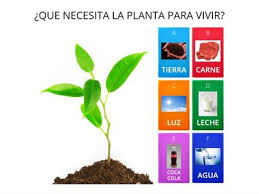 ¿QUE NECESITA LA PLANTA PARA VIVIR?
A B
TIERRA CARNE
C D
LUZ LECHE
E F
COCA COLA AGUA